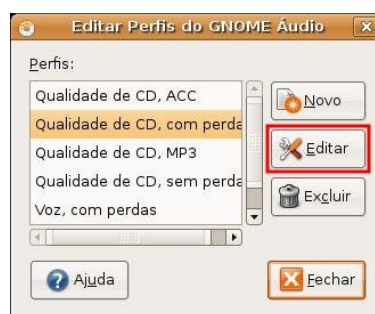 Editar Perfis do GNOME Áudio
Perfis:
Qualidade de CD, ACC
Qualidade de CD, com perda
Qualidade de CD, MP3
Qualidade de CD, sem perda
Voz, com perdas
Novo
Editar
Excluir
Ajuda
Fechar